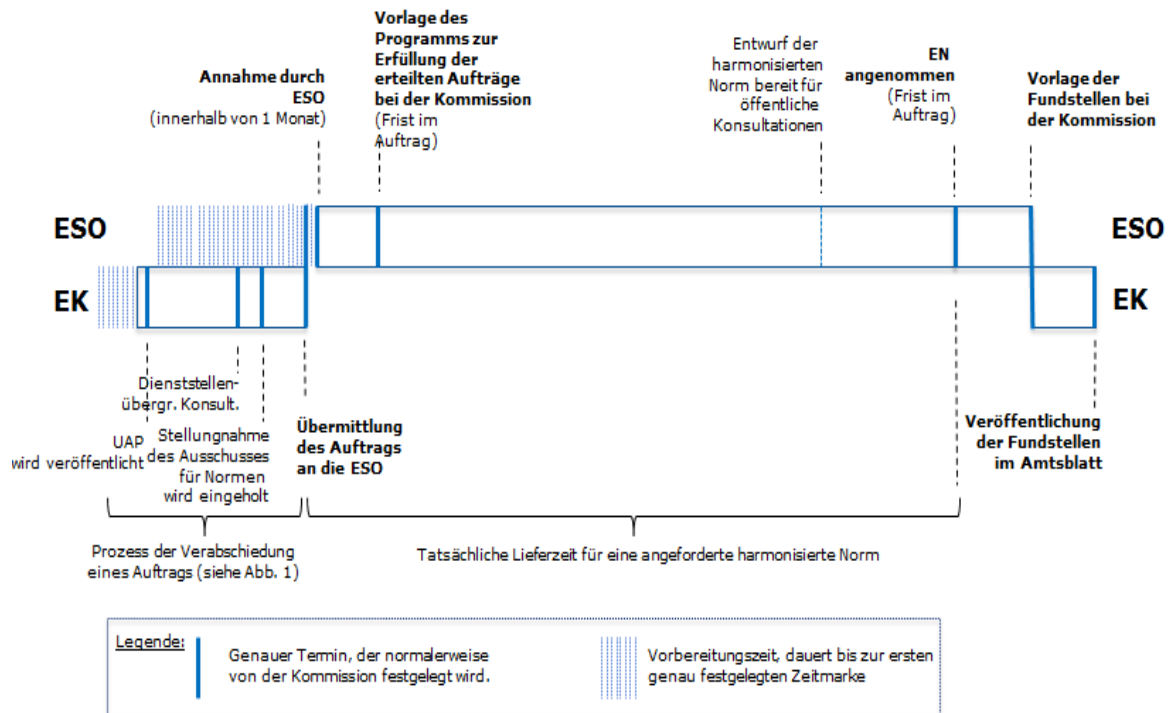 Annahme durch
ESO
(innerhalb von 1 Monat)
Vorlage des
Programms zur
Erfüllung der
erteilten Aufträge
bei der Kommission
(Frist im
Auftrag)
Entwurf der
harmonisierten
Norm bereit für
öffentliche
Konsultationen
EN
angenommen
(Frist im
Auftrag)
Vorlage der
Fundstellen bei
der Kommission
ESO
ESO
EK
EK
Dienststellen-
übergr. Konsult.
UAP
wird veröffentlicht
Stellungnahme
des Ausschusses
für Normen
wird eingeholt
Übermittlung
des Auftrags
an die ESO
Veröffentlichung
der Fundstellen
im Amtsblatt
Prozess der Verabschiedung
eines Auftrags (siehe Abb. 1)
Tatsächliche Lieferzeit für eine angeforderte harmonisierte Norm
Legende:
Genauer Termin, der normalerweise
von der Kommission festgelegt wird.
Vorbereitungszeit, dauert bis zur ersten
genau festgelegten Zeitmarke